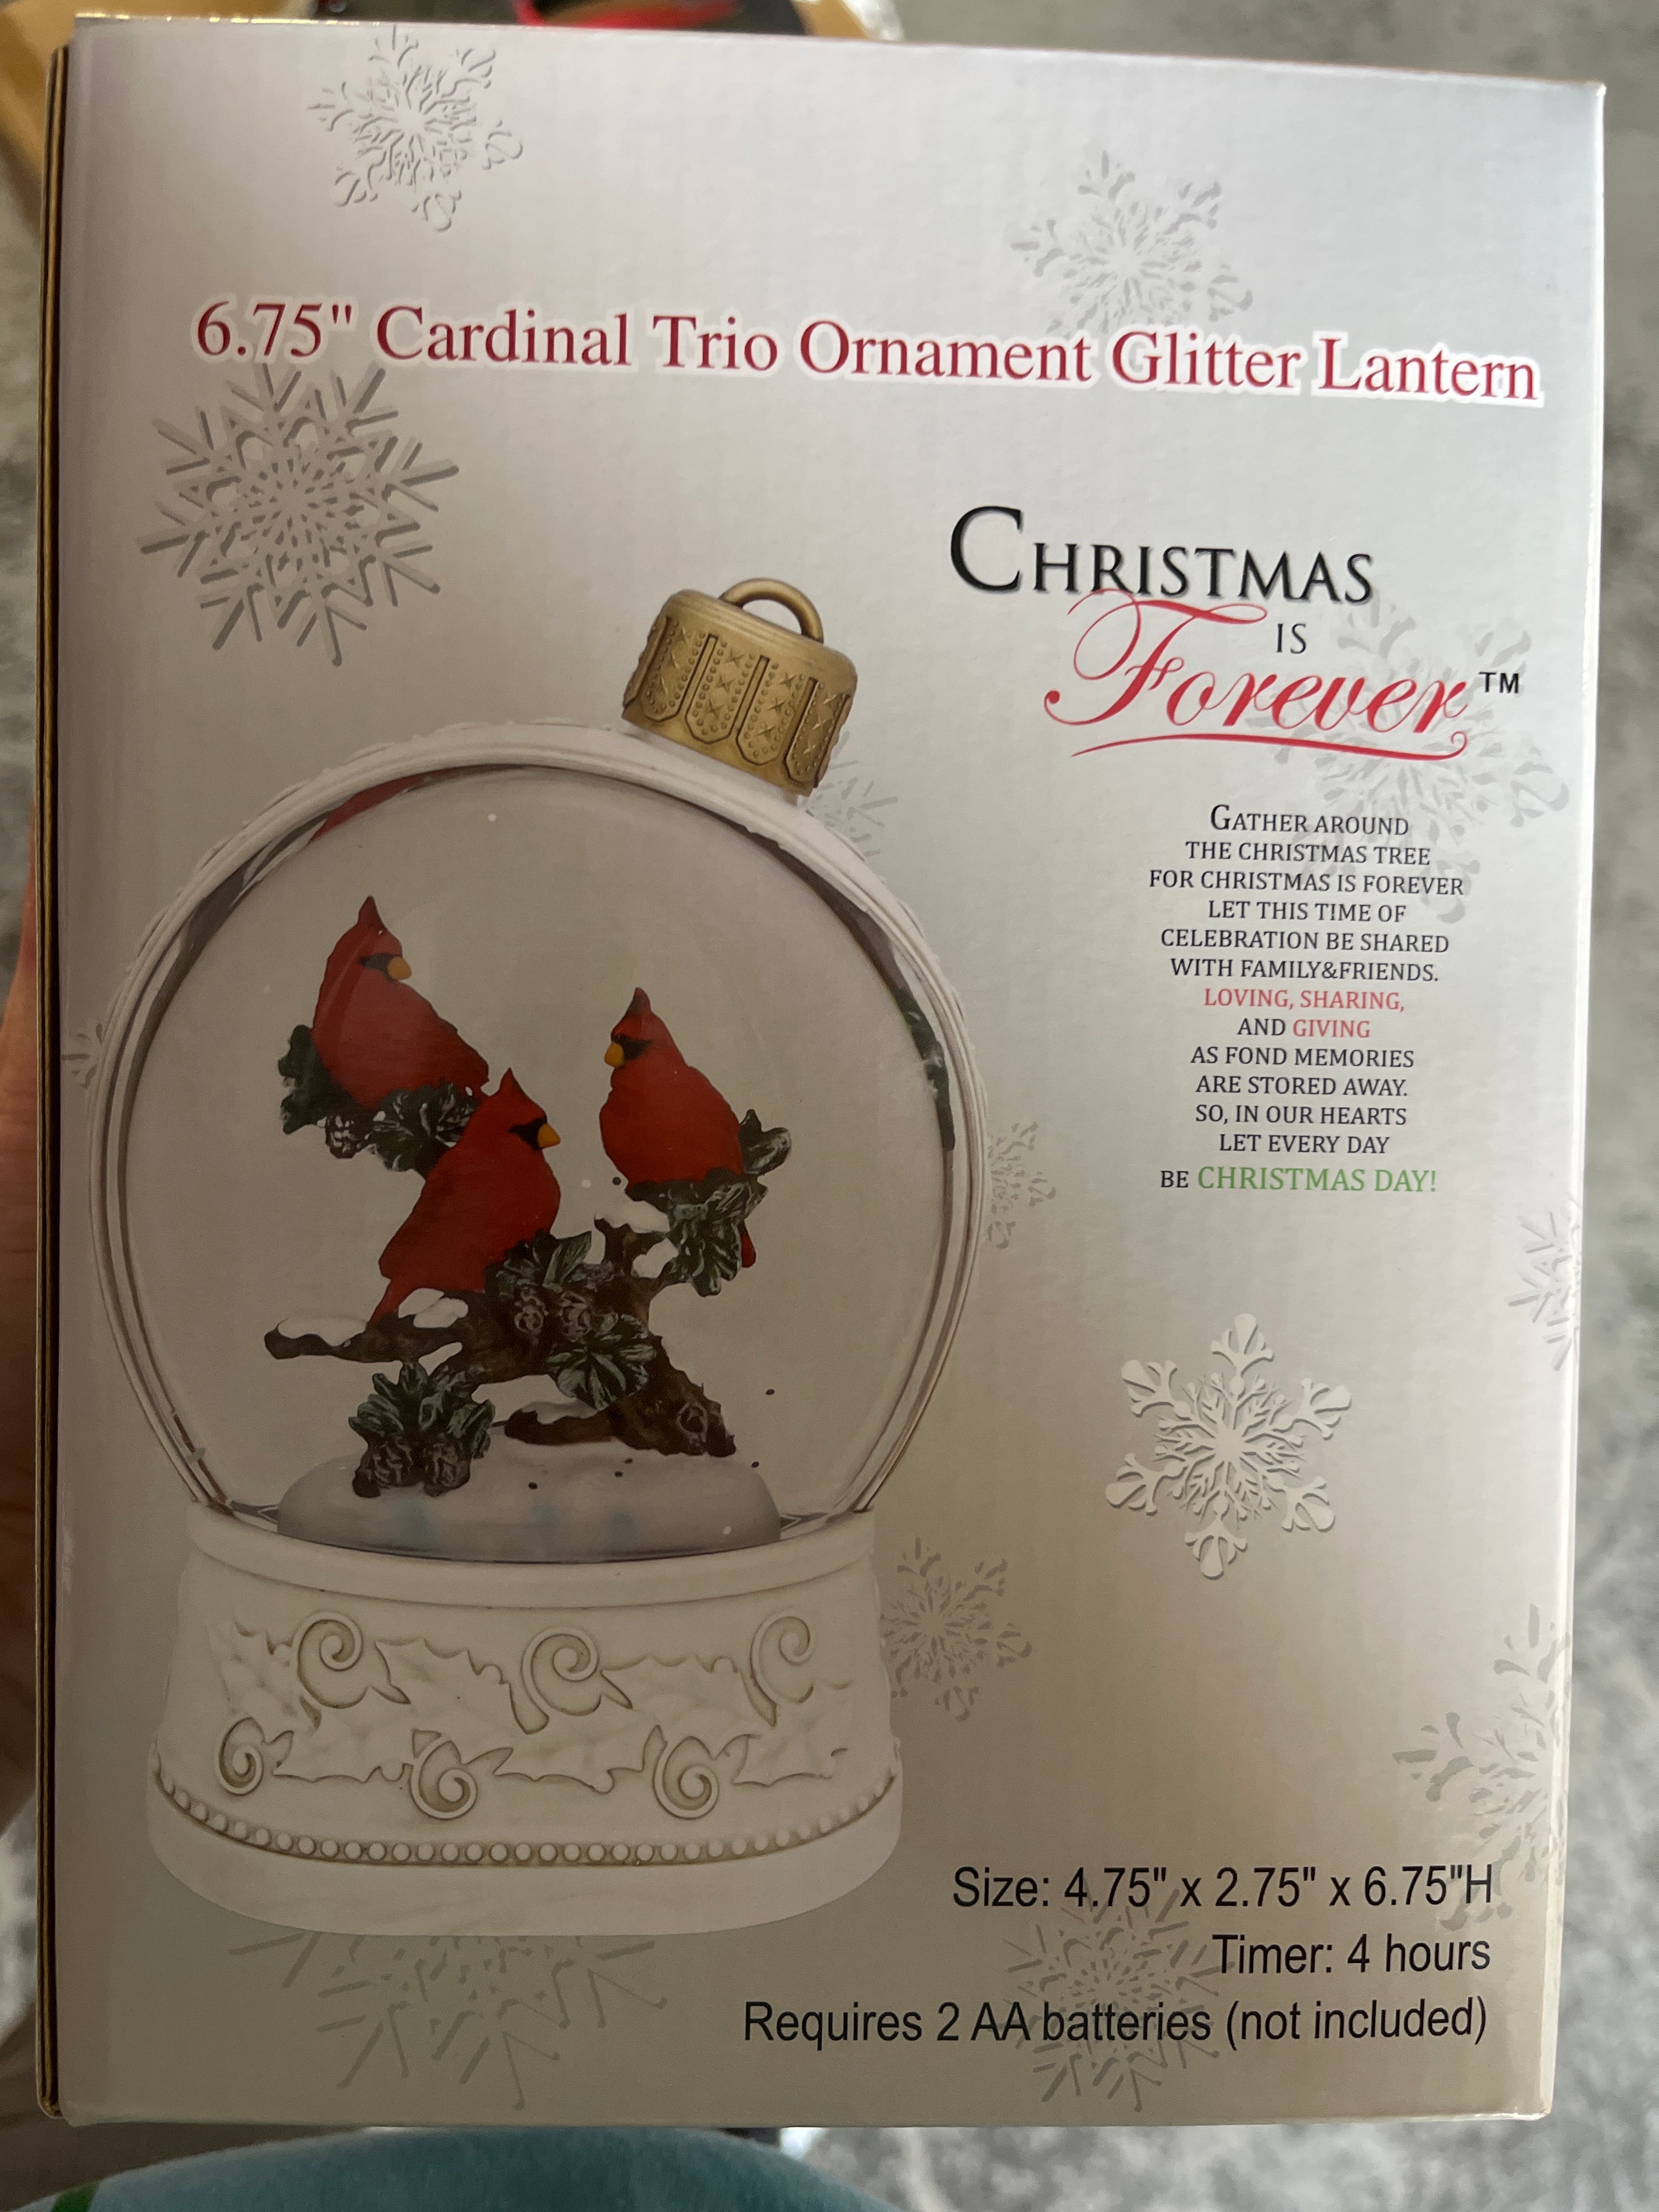 6.75" Cardinal Trio Ornament Glitter Lantern
CHRISTMAS
IS
Forever™
GATHER AROUND
THE CHRISTMAS TREE
FOR CHRISTMAS IS FOREVER
LET THIS TIME OF
CELEBRATION BE SHARED
WITH FAMILY&FRIENDS.
LOVING, SHARING,
AND GIVING
AS FOND MEMORIES
ARE STORED AWAY.
SO, IN OUR HEARTS
LET EVERY DAY
BE CHRISTMAS DAY!
Size: 4.75" x 2.75" x 6.75"H
Timer: 4 hours
Requires 2 AA batteries (not included)